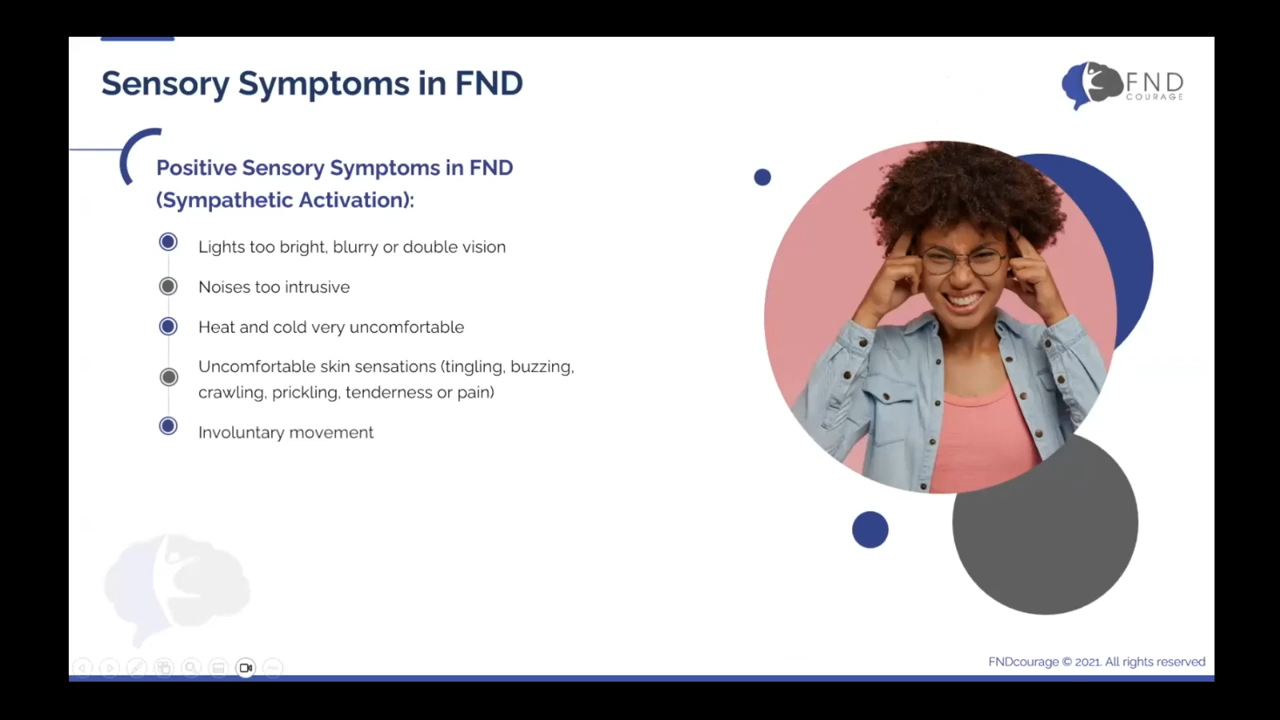 Sensory Symptoms in FND
FND
COURAGE
Positive Sensory Symptoms in FND
(Sympathetic Activation):
Lights too bright, blurry or double vision
Noises too intrusive
Heat and cold very uncomfortable
Uncomfortable skin sensations (tingling, buzzing,
crawling, prickling, tenderness or pain)
Involuntary movement
FNDcourage © 2021. All rights reserved